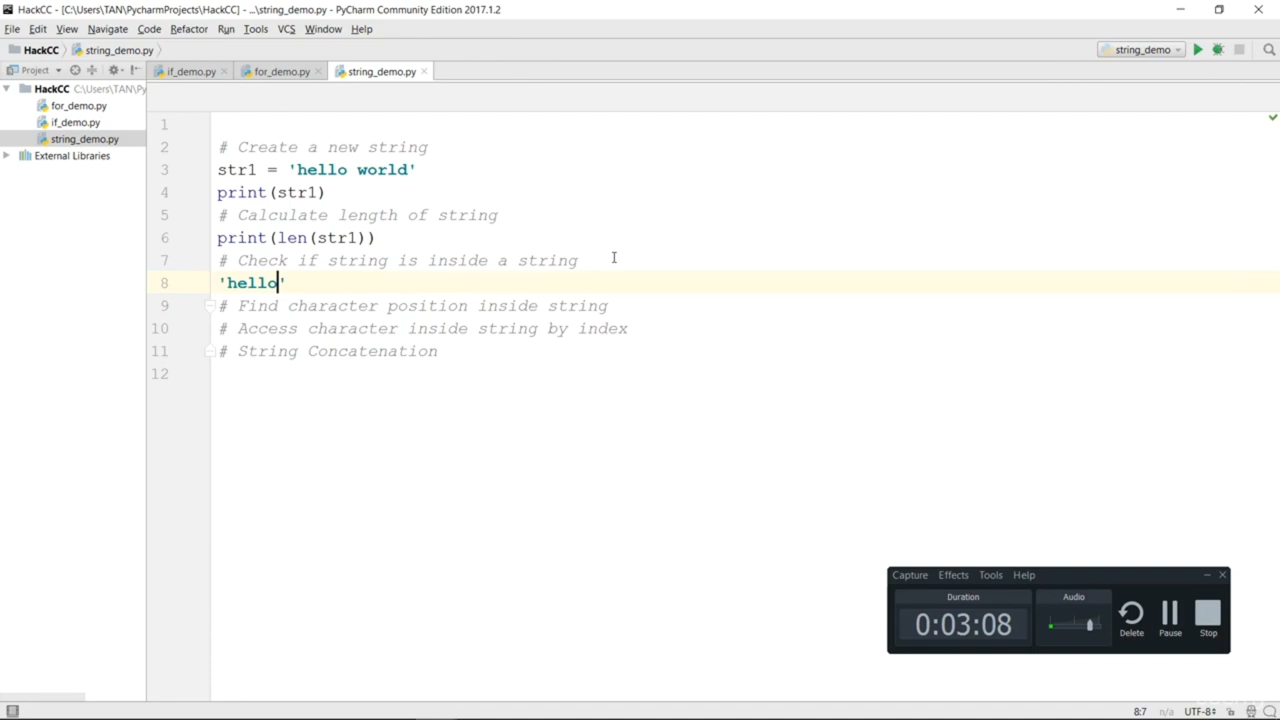 HackCC - [C:\Users\TAN\PycharmProjects\HackCC] - ...\string_demo.py - PyCharm Community Edition 2017.1.2
File Edit View Navigate Code Refactor Run Tools VCS Window Help
HackCC string_demo.py string_demo
Project if_demo.py for_demo.py string_demo.py
HackCC C:\Users\TAN\Py
for_demo.py
if_demo.py
string_demo.py
External Libraries
1
2 # Create a new string
3 str1 = 'hello world'
4 print(str1)
5 # Calculate length of string
6 print(len(str1))
7 # Check if string is inside a string
8 'hello'
9 # Find character position inside string
10 # Access character inside string by index
11 # String Concatenation
12
Capture Effects Tools Help
Duration Audio
0:03:08
Delete Pause Stop
8:7 n/a UTF-8